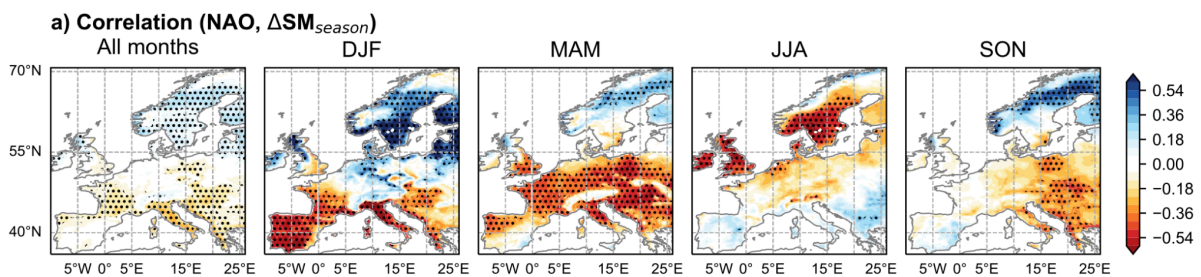 a) Correlation (NAO, ΔSM_season)
All months DJF MAM JJA SON
70°N
55°N
40°N
5°W 0° 5°E 15°E 25°E 5°W 0° 5°E 15°E 25°E 5°W 0° 5°E 15°E 25°E 5°W 0° 5°E 15°E 25°E 5°W 0° 5°E 15°E 25°E
0.54
0.36
0.18
0.00
−0.18
−0.36
−0.54